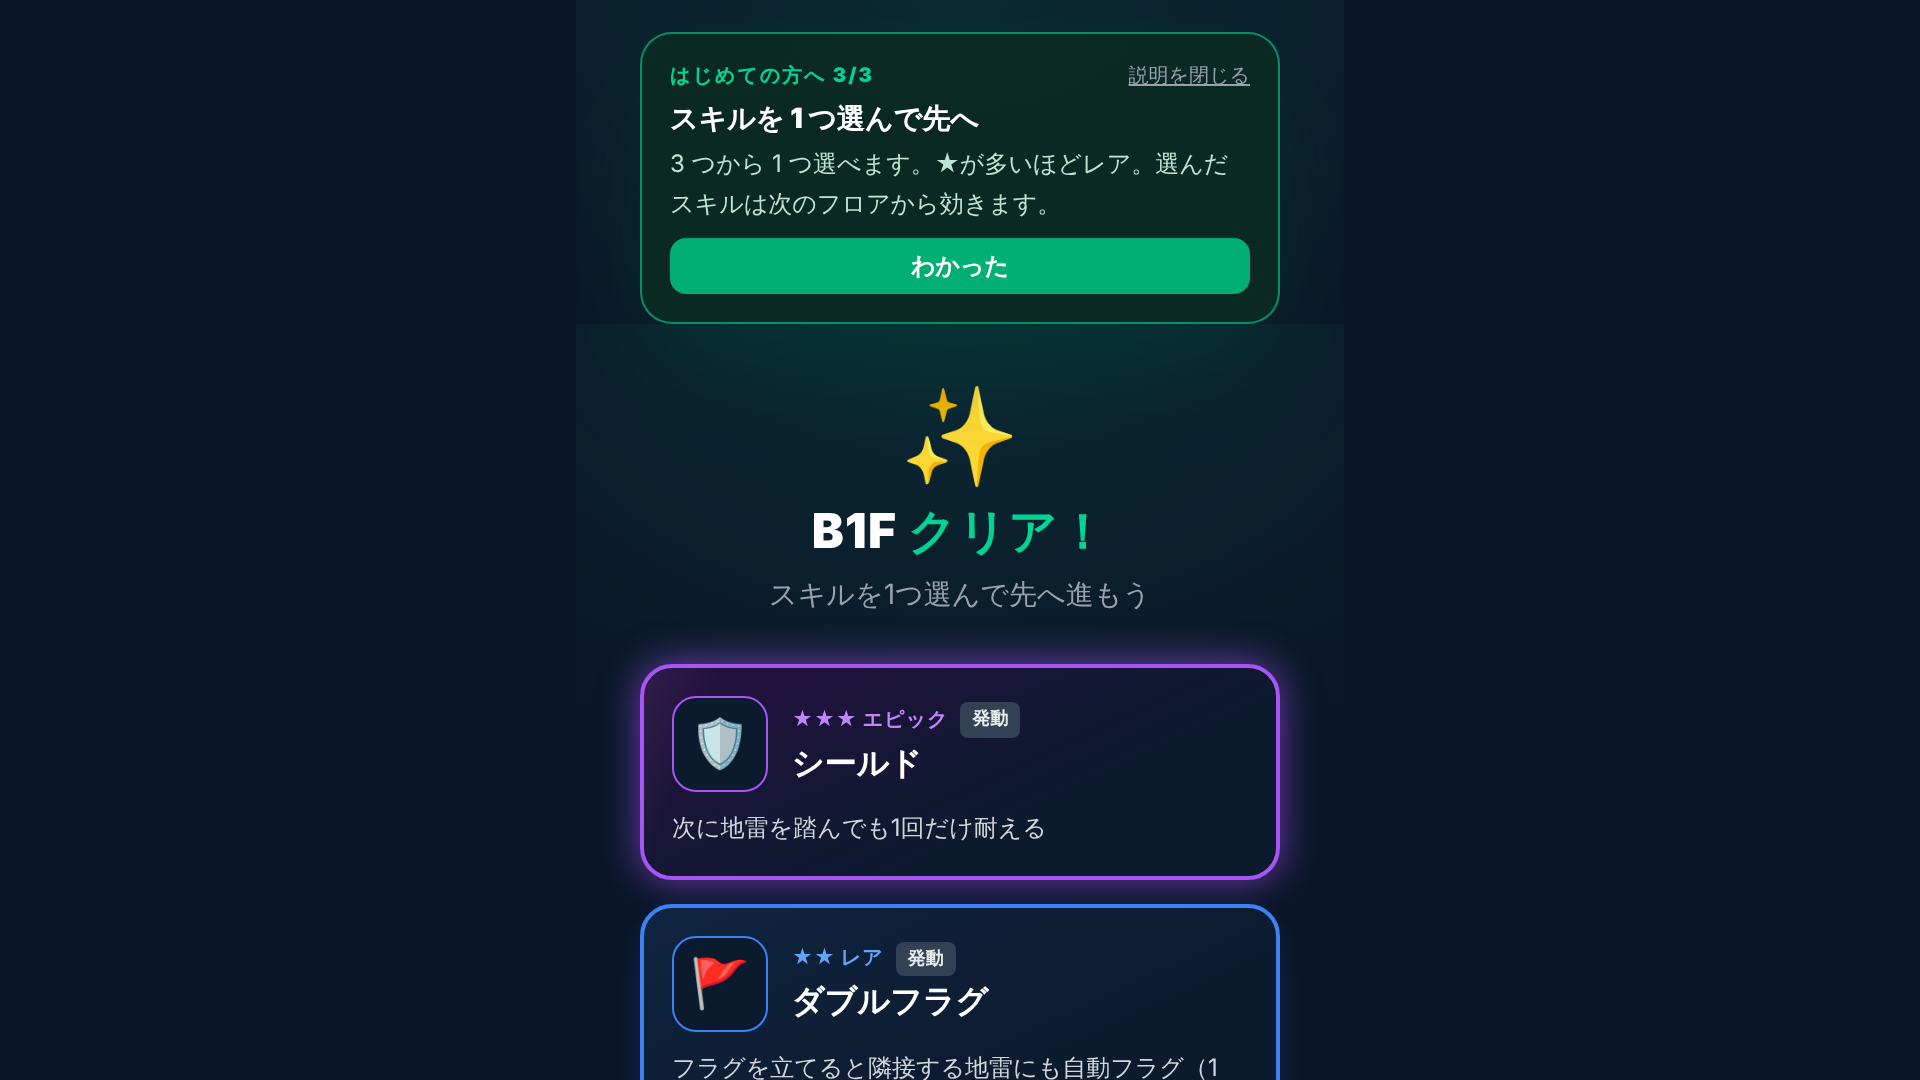 はじめての方へ 3/3
説明を閉じる
スキルを 1 つ選んで先へ
3 つから 1 つ選べます。★が多いほどレア。選んだ
スキルは次のフロアから効きます。
わかった
B1F クリア！
スキルを1つ選んで先へ進もう
★★★ エピック 発動
シールド
次に地雷を踏んでも1回だけ耐える
★★ レア 発動
ダブルフラグ
フラグを立てると隣接する地雷にも自動フラグ（1